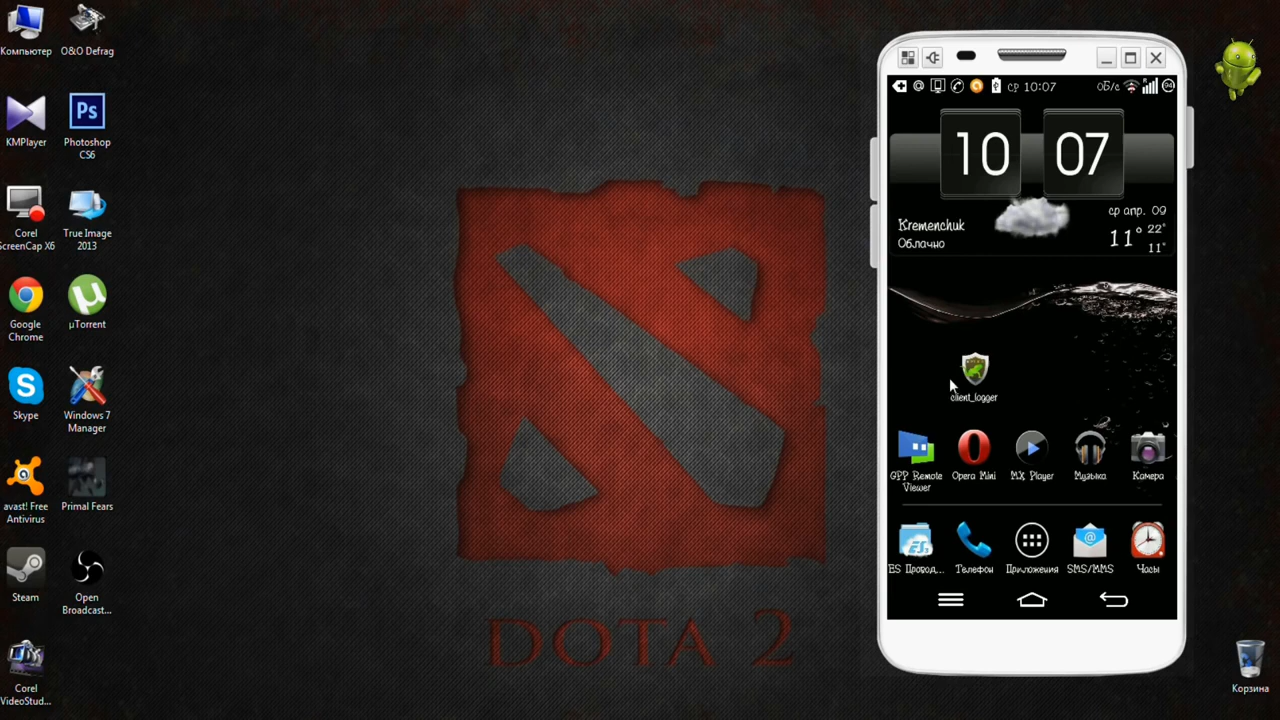 Компьютер
O&O Defrag
KMPlayer
Ps
Photoshop
CS6
Corel
ScreenCap X6
True Image
2013
Google
Chrome
µTorrent
Skype
Windows 7
Manager
avast! Free
Antivirus
Primal Fears
Steam
Open
Broadcast...
Corel
VideoStud...
DOTA 2
СР 10:07
0Б/с
94
10 07
Kremenchuk
Облачно
ср апр. 09
11° 22°
11°
client_logger
GPP Remote
Viewer
Opera Mini
MX Player
Музыка
Камера
ES Провод...
Телефон
Приложения
SMS/MMS
Часы
Корзина